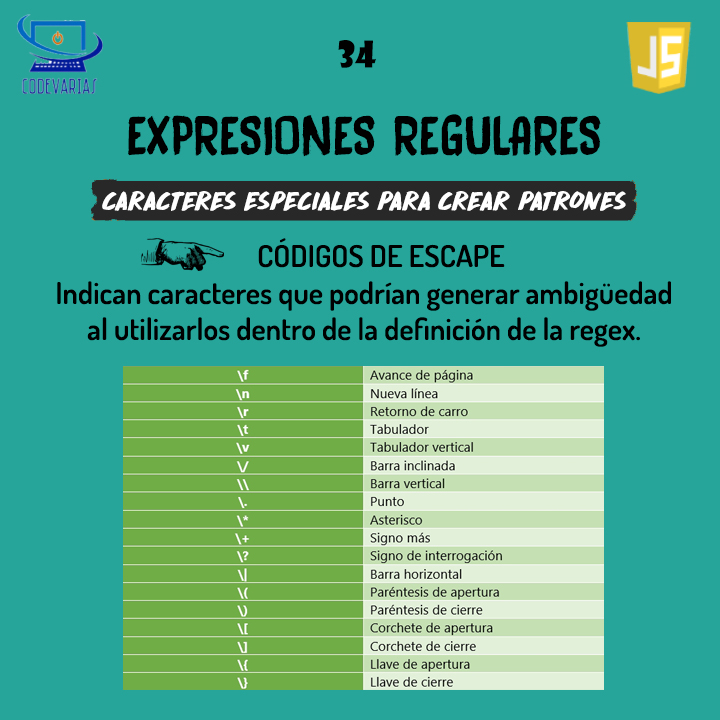 CODEVARIAS
34
JS
EXPRESIONES REGULARES
CARACTERES ESPECIALES PARA CREAR PATRONES
CÓDIGOS DE ESCAPE
Indican caracteres que podrían generar ambigüedad
al utilizarlos dentro de la definición de la regex.
\f Avance de página
\n Nueva línea
\r Retorno de carro
\t Tabulador
\v Tabulador vertical
\/ Barra inclinada
\\ Barra vertical
\. Punto
\* Asterisco
\+ Signo más
\? Signo de interrogación
\| Barra horizontal
\( Paréntesis de apertura
\) Paréntesis de cierre
\[ Corchete de apertura
\] Corchete de cierre
\{ Llave de apertura
\} Llave de cierre